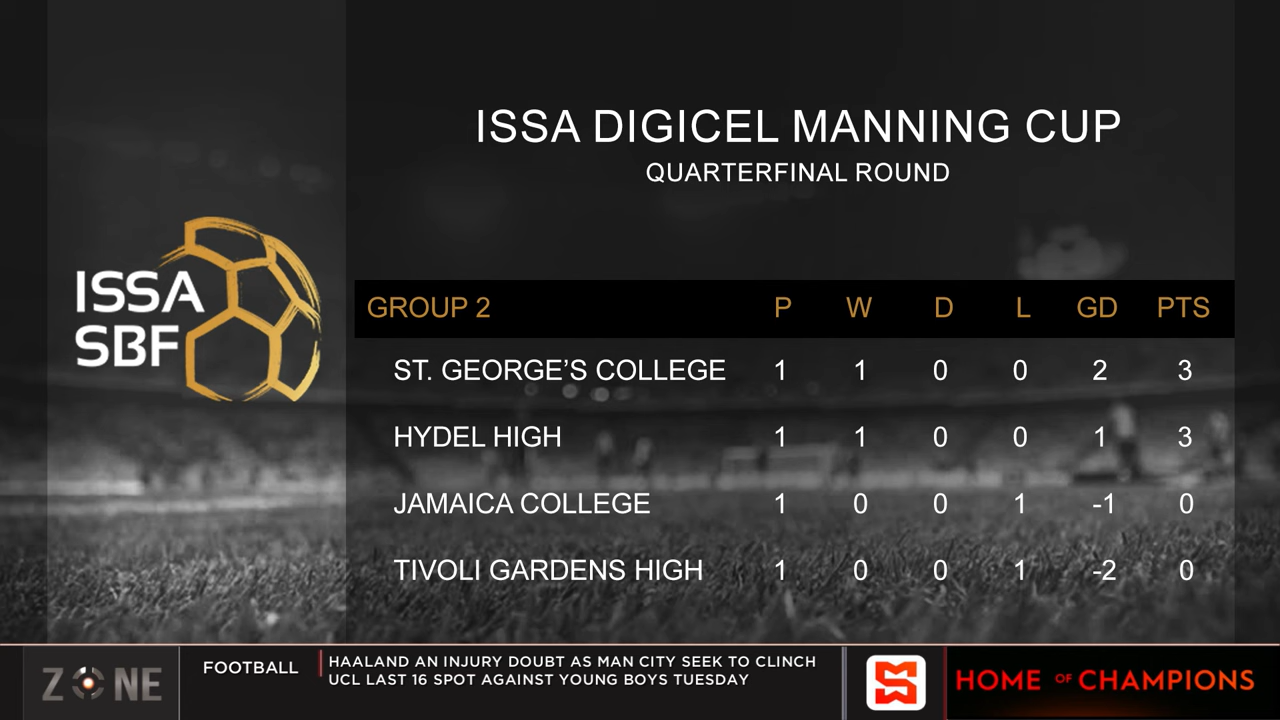 ISSA DIGICEL MANNING CUP
QUARTERFINAL ROUND
ISSA
SBF
GROUP 2 P W D L GD PTS
ST. GEORGE’S COLLEGE 1 1 0 0 2 3
HYDEL HIGH 1 1 0 0 1 3
JAMAICA COLLEGE 1 0 0 1 -1 0
TIVOLI GARDENS HIGH 1 0 0 1 -2 0
ZONE
FOOTBALL
HAALAND AN INJURY DOUBT AS MAN CITY SEEK TO CLINCH
UCL LAST 16 SPOT AGAINST YOUNG BOYS TUESDAY
HOME OF CHAMPIONS